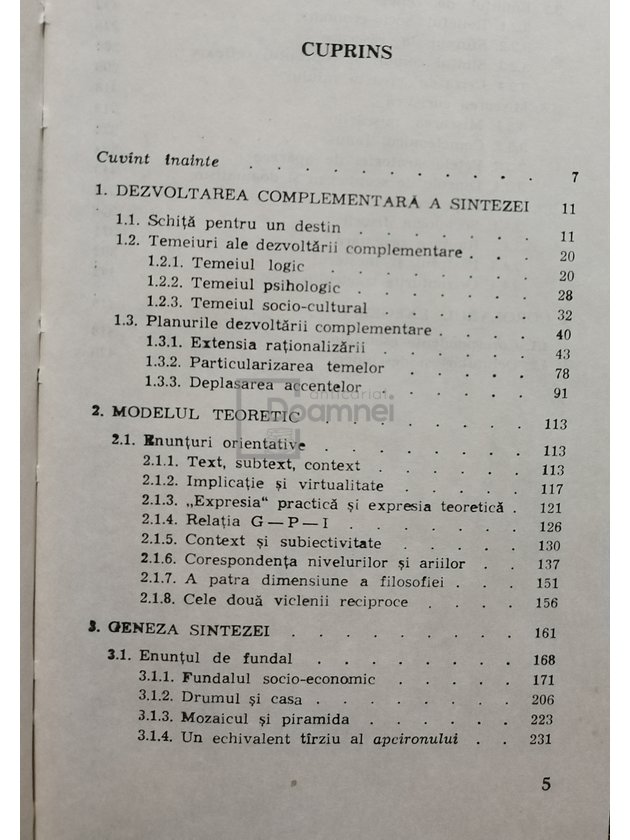 CUPRINS
Cuvînt înainte . . . . . . . . . . . 7
1. DEZVOLTAREA COMPLEMENTARĂ A SINTEZEI 11
1.1. Schiță pentru un destin . . . . . . . 11
1.2. Temeiuri ale dezvoltării complementare . . . 20
1.2.1. Temeiul logic . . . . . . . 20
1.2.2. Temeiul psihologic . . . . . . 28
1.2.3. Temeiul socio-cultural . . . . . 32
1.3. Planurile dezvoltării complementare . . . . 40
1.3.1. Extensia raționalizării . . . . . 43
1.3.2. Particularizarea temelor . . . . 78
1.3.3. Deplasarea accentelor . . . . . 91
anticariat
Doamnei
2. MODELUL TEORETIC . . . . . . . . 113
2.1. Enunțuri orientative . . . . . . . 113
2.1.1. Text, subtext, context . . . . . 113
2.1.2. Implicație și virtualitate . . . . 117
2.1.3. „Expresia“ practică și expresia teoretică . 121
2.1.4. Relația G — P — I . . . . . . 126
2.1.5. Context și subiectivitate . . . . 130
2.1.6. Corespondența nivelurilor și ariilor . . 137
2.1.7. A patra dimensiune a filosofiei . . . 151
2.1.8. Cele două viclenii reciproce . . . . 156
3. GENEZA SINTEZEI . . . . . . . . 161
3.1. Enunțul de fundal . . . . . . . 168
3.1.1. Fundalul socio-economic . . . . . 171
3.1.2. Drumul și casa . . . . . . . 206
3.1.3. Mozaicul și piramida . . . . . 223
3.1.4. Un echivalent tîrziu al apcironului . . 231
5